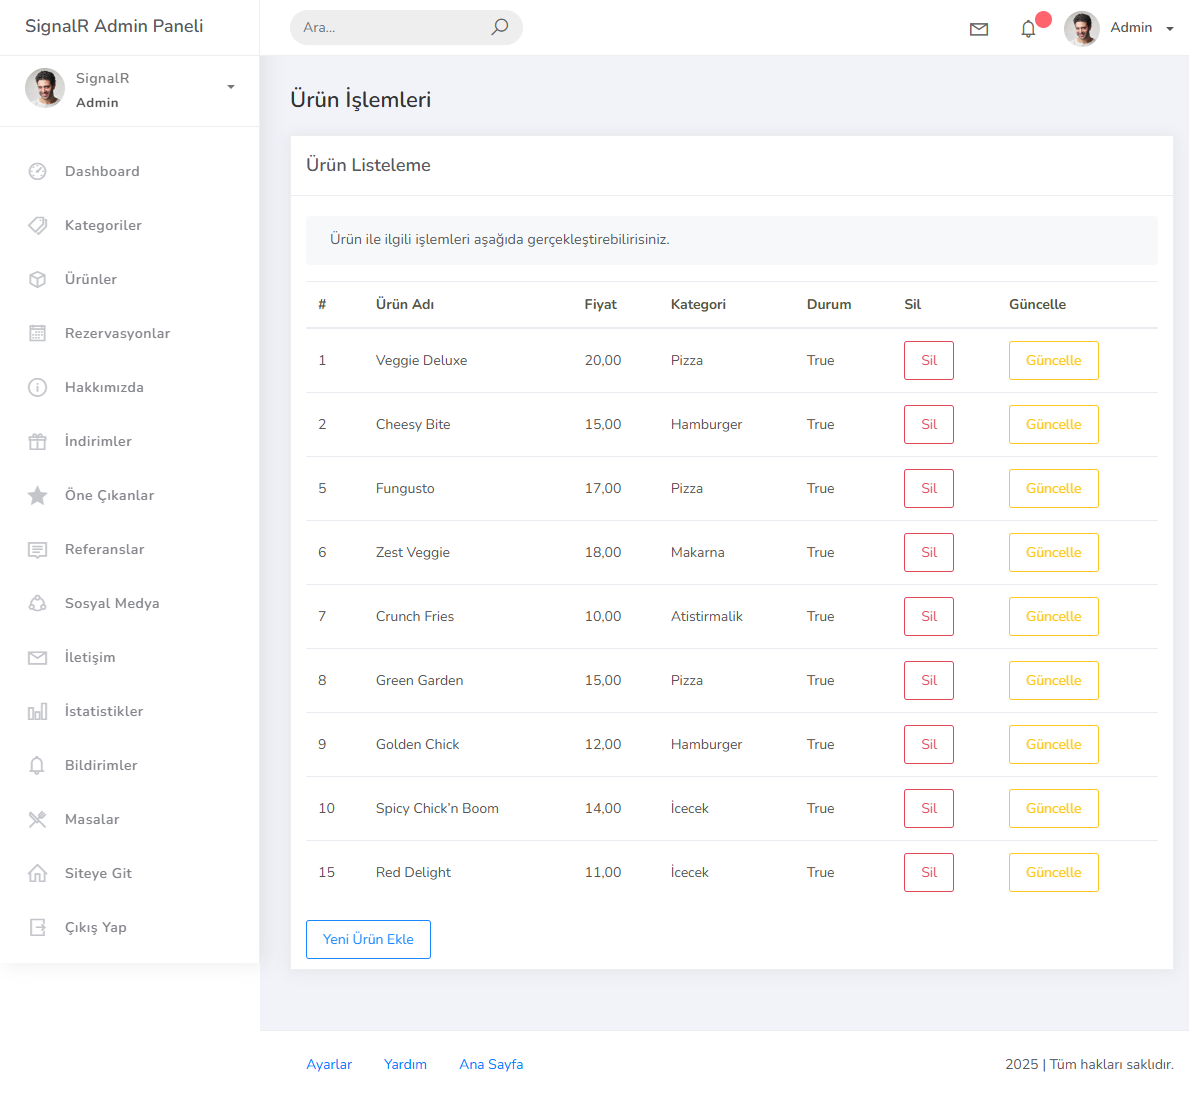 SignalR Admin Paneli
Ara...
Admin
SignalR
Admin
Dashboard
Kategoriler
Ürünler
Rezervasyonlar
Hakkımızda
İndirimler
Öne Çıkanlar
Referanslar
Sosyal Medya
İletişim
İstatistikler
Bildirimler
Masalar
Siteye Git
Çıkış Yap
Ürün İşlemleri
Ürün Listeleme
Ürün ile ilgili işlemleri aşağıda gerçekleştirebilirisiniz.
# Ürün Adı Fiyat Kategori Durum Sil Güncelle
1 Veggie Deluxe 20,00 Pizza True Sil Güncelle
2 Cheesy Bite 15,00 Hamburger True Sil Güncelle
5 Fungusto 17,00 Pizza True Sil Güncelle
6 Zest Veggie 18,00 Makarna True Sil Güncelle
7 Crunch Fries 10,00 Atistirmalik True Sil Güncelle
8 Green Garden 15,00 Pizza True Sil Güncelle
9 Golden Chick 12,00 Hamburger True Sil Güncelle
10 Spicy Chick’n Boom 14,00 İcecek True Sil Güncelle
15 Red Delight 11,00 İcecek True Sil Güncelle
Yeni Ürün Ekle
Ayarlar Yardım Ana Sayfa 2025 | Tüm hakları saklıdır.